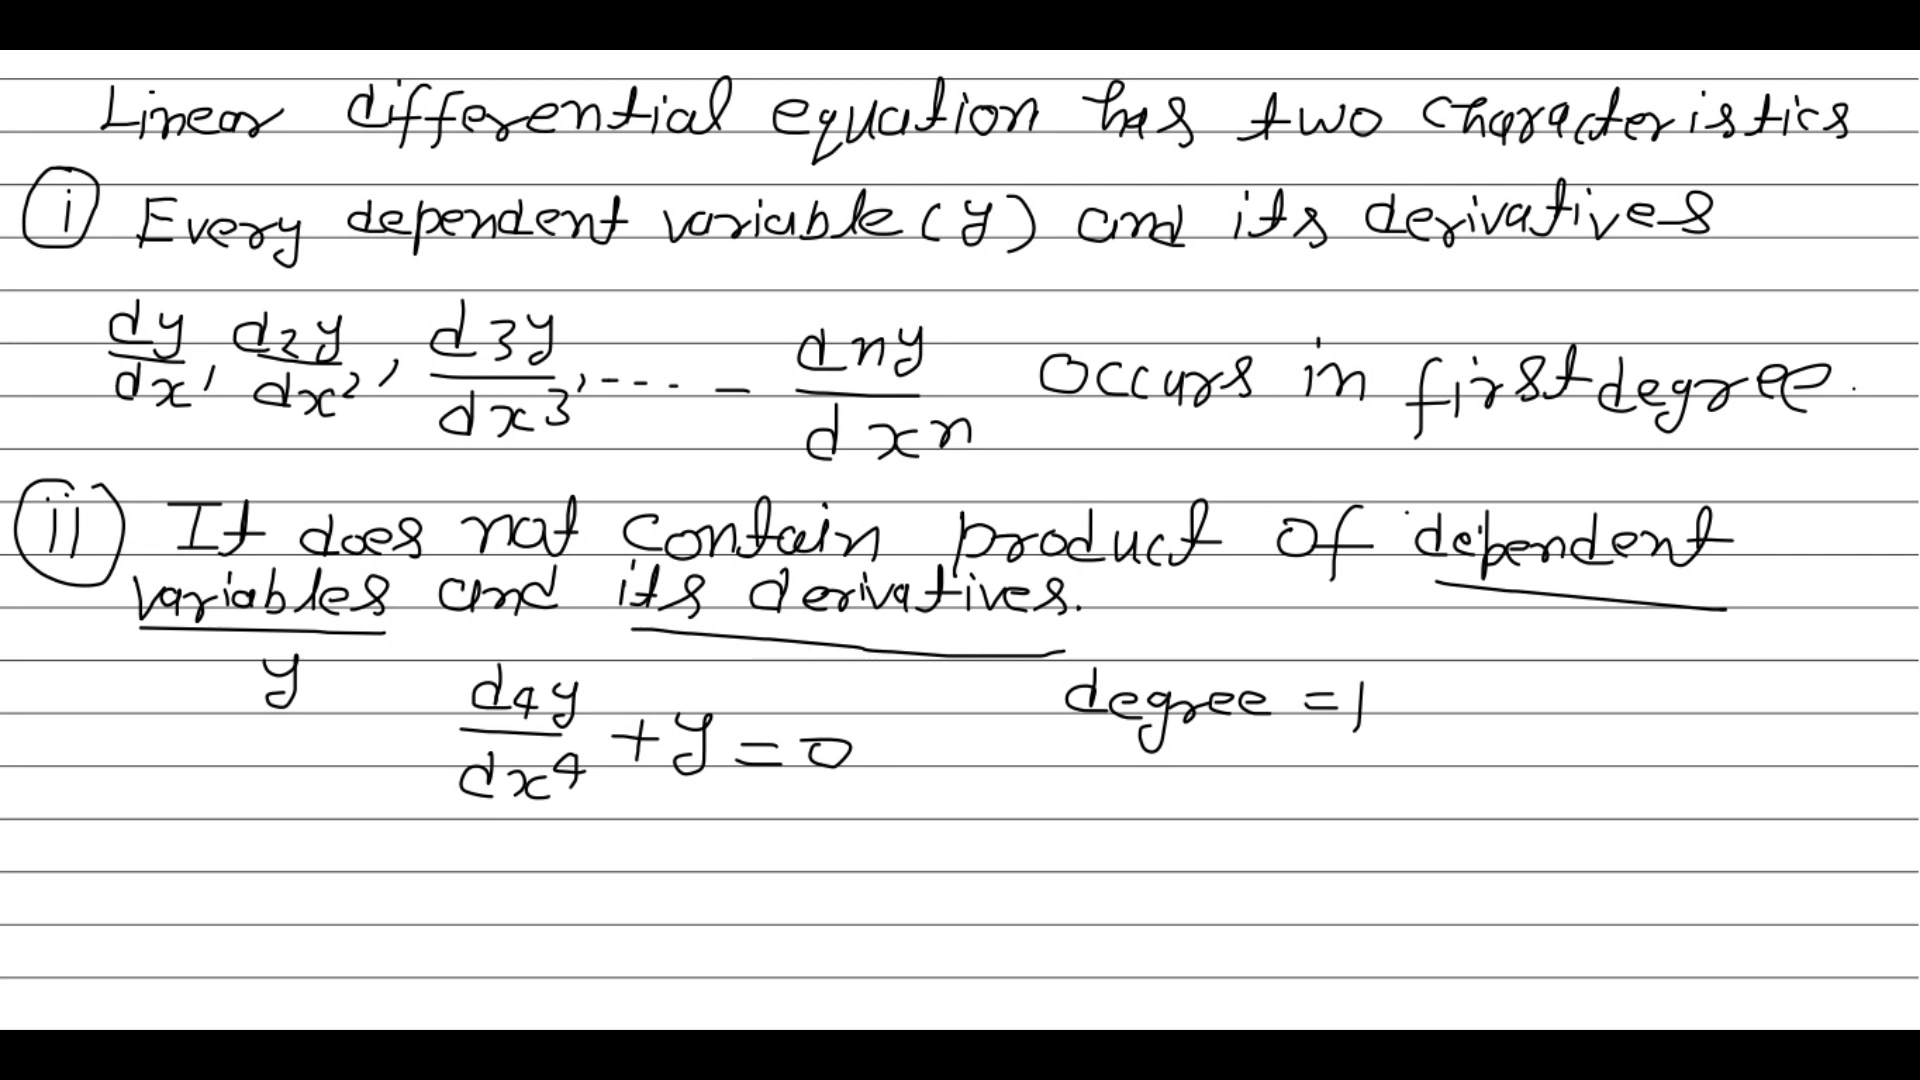 Linear differential equation has two characteristics
(i) Every dependent variable (y) and its derivatives
dy/dx, d2y/dx2, d3y/dx3, ---- - dny/dxn occurs in first degree.
(ii) It does not contain product of dependent
variables and its derivatives.
y d4y/dx4 + y = 0 degree = 1